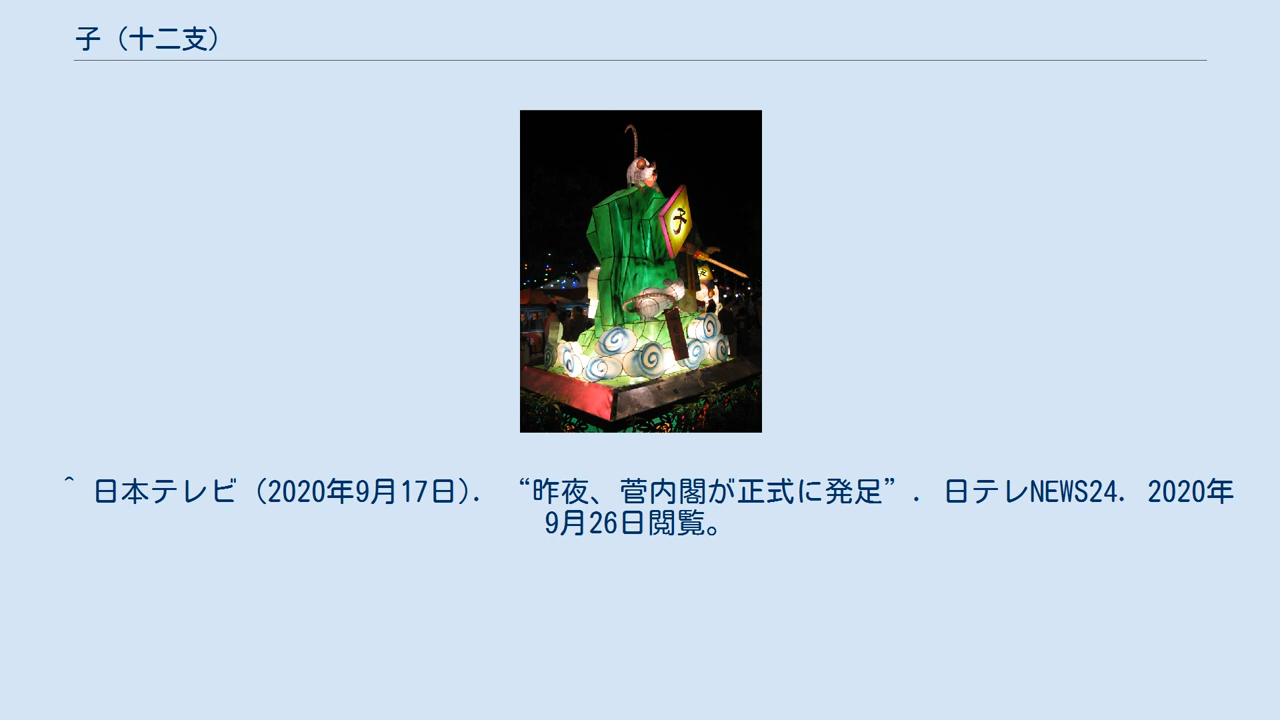 子（十二支）
子
^ 日本テレビ (2020年9月17日). “昨夜、菅内閣が正式に発足”. 日テレNEWS24. 2020年
9月26日閲覧。